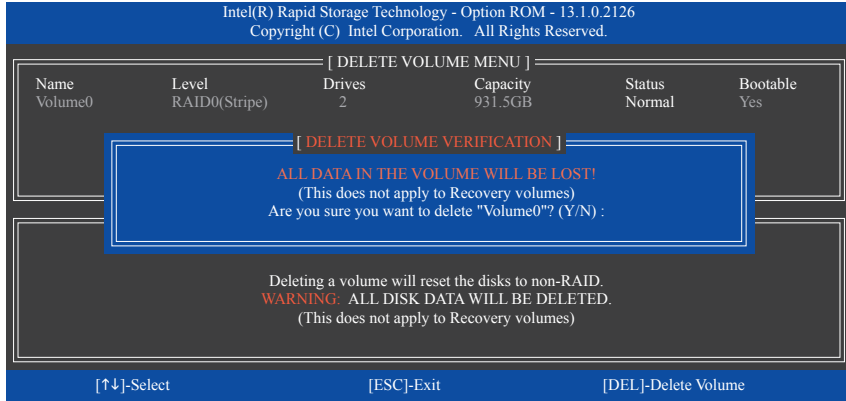 Intel(R) Rapid Storage Technology - Option ROM - 13.1.0.2126
Copyright (C) Intel Corporation. All Rights Reserved.
[ DELETE VOLUME MENU ]
Name Level Drives Capacity Status Bootable
Volume0 RAID0(Stripe) 2 931.5GB Normal Yes
[ DELETE VOLUME VERIFICATION ]
ALL DATA IN THE VOLUME WILL BE LOST!
(This does not apply to Recovery volumes)
Are you sure you want to delete "Volume0"? (Y/N) :
Deleting a volume will reset the disks to non-RAID.
WARNING: ALL DISK DATA WILL BE DELETED.
(This does not apply to Recovery volumes)
[↑↓]-Select [ESC]-Exit [DEL]-Delete Volume